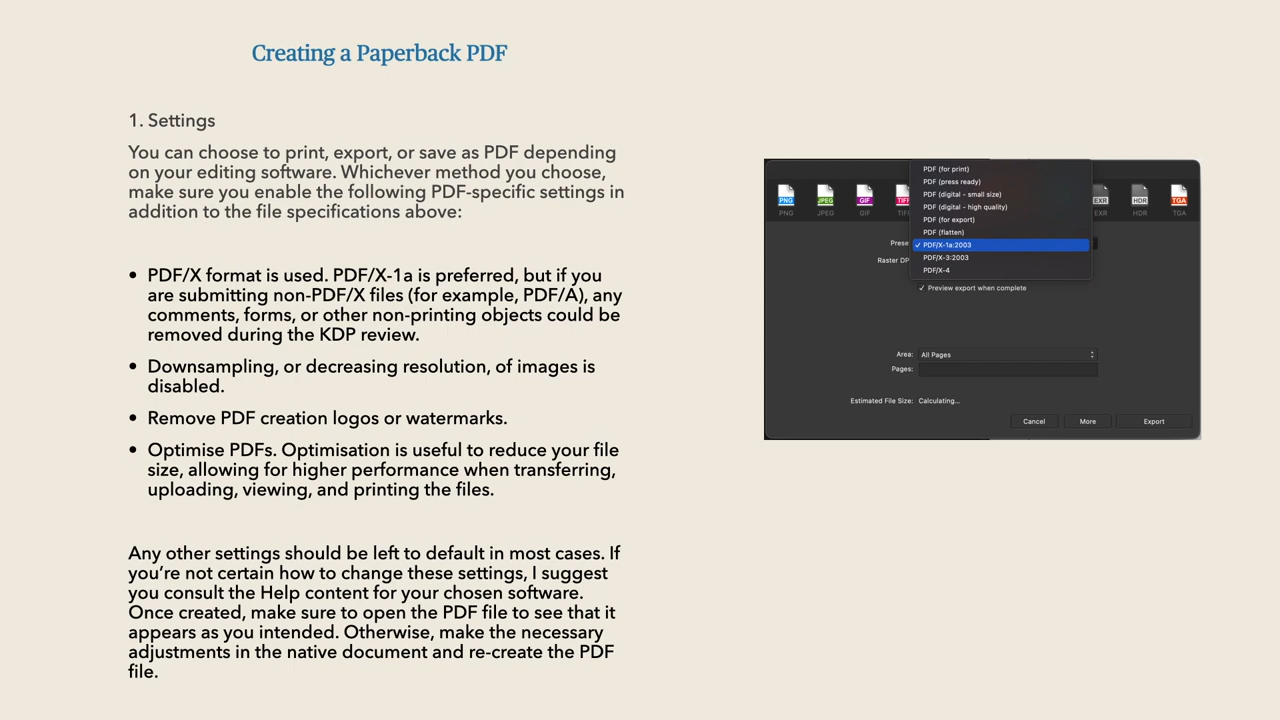 Creating a Paperback PDF
1. Settings
You can choose to print, export, or save as PDF depending
on your editing software. Whichever method you choose,
make sure you enable the following PDF-specific settings in
addition to the file specifications above:
• PDF/X format is used. PDF/X-1a is preferred, but if you
are submitting non-PDF/X files (for example, PDF/A), any
comments, forms, or other non-printing objects could be
removed during the KDP review.
• Downsampling, or decreasing resolution, of images is
disabled.
• Remove PDF creation logos or watermarks.
• Optimise PDFs. Optimisation is useful to reduce your file
size, allowing for higher performance when transferring,
uploading, viewing, and printing the files.
Any other settings should be left to default in most cases. If
you’re not certain how to change these settings, I suggest
you consult the Help content for your chosen software.
Once created, make sure to open the PDF file to see that it
appears as you intended. Otherwise, make the necessary
adjustments in the native document and re-create the PDF
file.
PDF (for print)
PDF (press ready)
PDF (digital - small size)
PDF (digital - high quality)
PDF (for export)
PDF (flatten)
✓ PDF/X-1a:2003
PDF/X-3:2003
PDF/X-4
PNG JPEG GIF TIFF EXR HDR TGA
PNG JPEG GIF TIF EXR HDR TGA
Prese
Raster DP
✓ Preview export when complete
Area: All Pages
Pages:
Estimated File Size: Calculating...
Cancel More Export